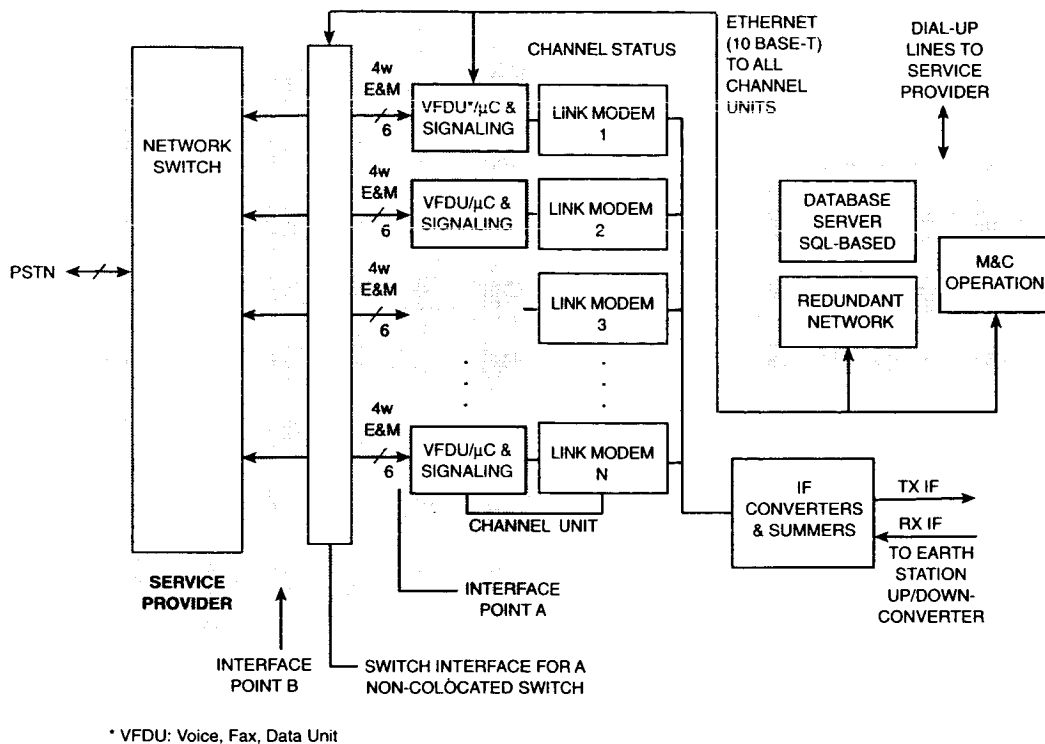 ETHERNET
(10 BASE-T)
TO ALL
CHANNEL
UNITS
DIAL-UP
LINES TO
SERVICE
PROVIDER
CHANNEL STATUS
NETWORK
SWITCH
PSTN
4w
E&M
6
VFDU*/μC &
SIGNALING
LINK MODEM
1
4w
E&M
6
VFDU/μC &
SIGNALING
LINK MODEM
2
4w
E&M
6
LINK MODEM
3
4w
E&M
6
VFDU/μC &
SIGNALING
LINK MODEM
N
CHANNEL UNIT
DATABASE
SERVER
SQL-BASED
REDUNDANT
NETWORK
M&C
OPERATION
IF
CONVERTERS
& SUMMERS
TX IF
RX IF
TO EARTH
STATION
UP/DOWN-
CONVERTER
SERVICE
PROVIDER
INTERFACE
POINT A
INTERFACE
POINT B
SWITCH INTERFACE FOR A
NON-COLOCATED SWITCH
* VFDU: Voice, Fax, Data Unit